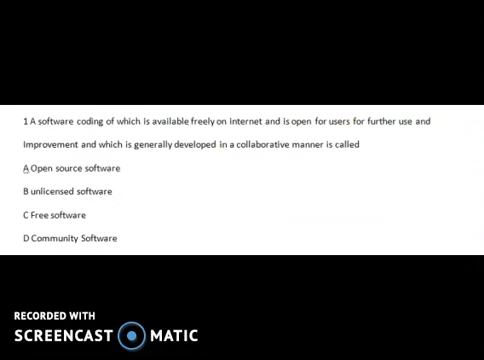 1 A software coding of which is available freely on internet and is open for users for further use and
Improvement and which is generally developed in a collaborative manner is called
A Open source software
B unlicensed software
C Free software
D Community Software
RECORDED WITH
SCREENCAST MATIC